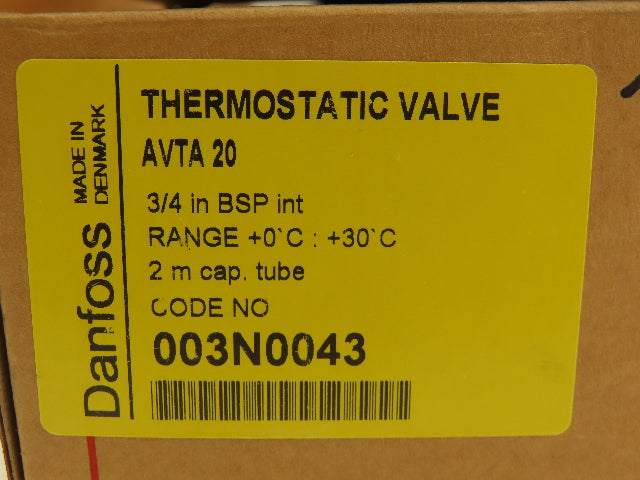 THERMOSTATIC VALVE
AVTA 20
3/4 in BSP int
RANGE +0`C : +30`C
2 m cap. tube
CODE NO
003N0043
Danfoss
MADE IN
DENMARK